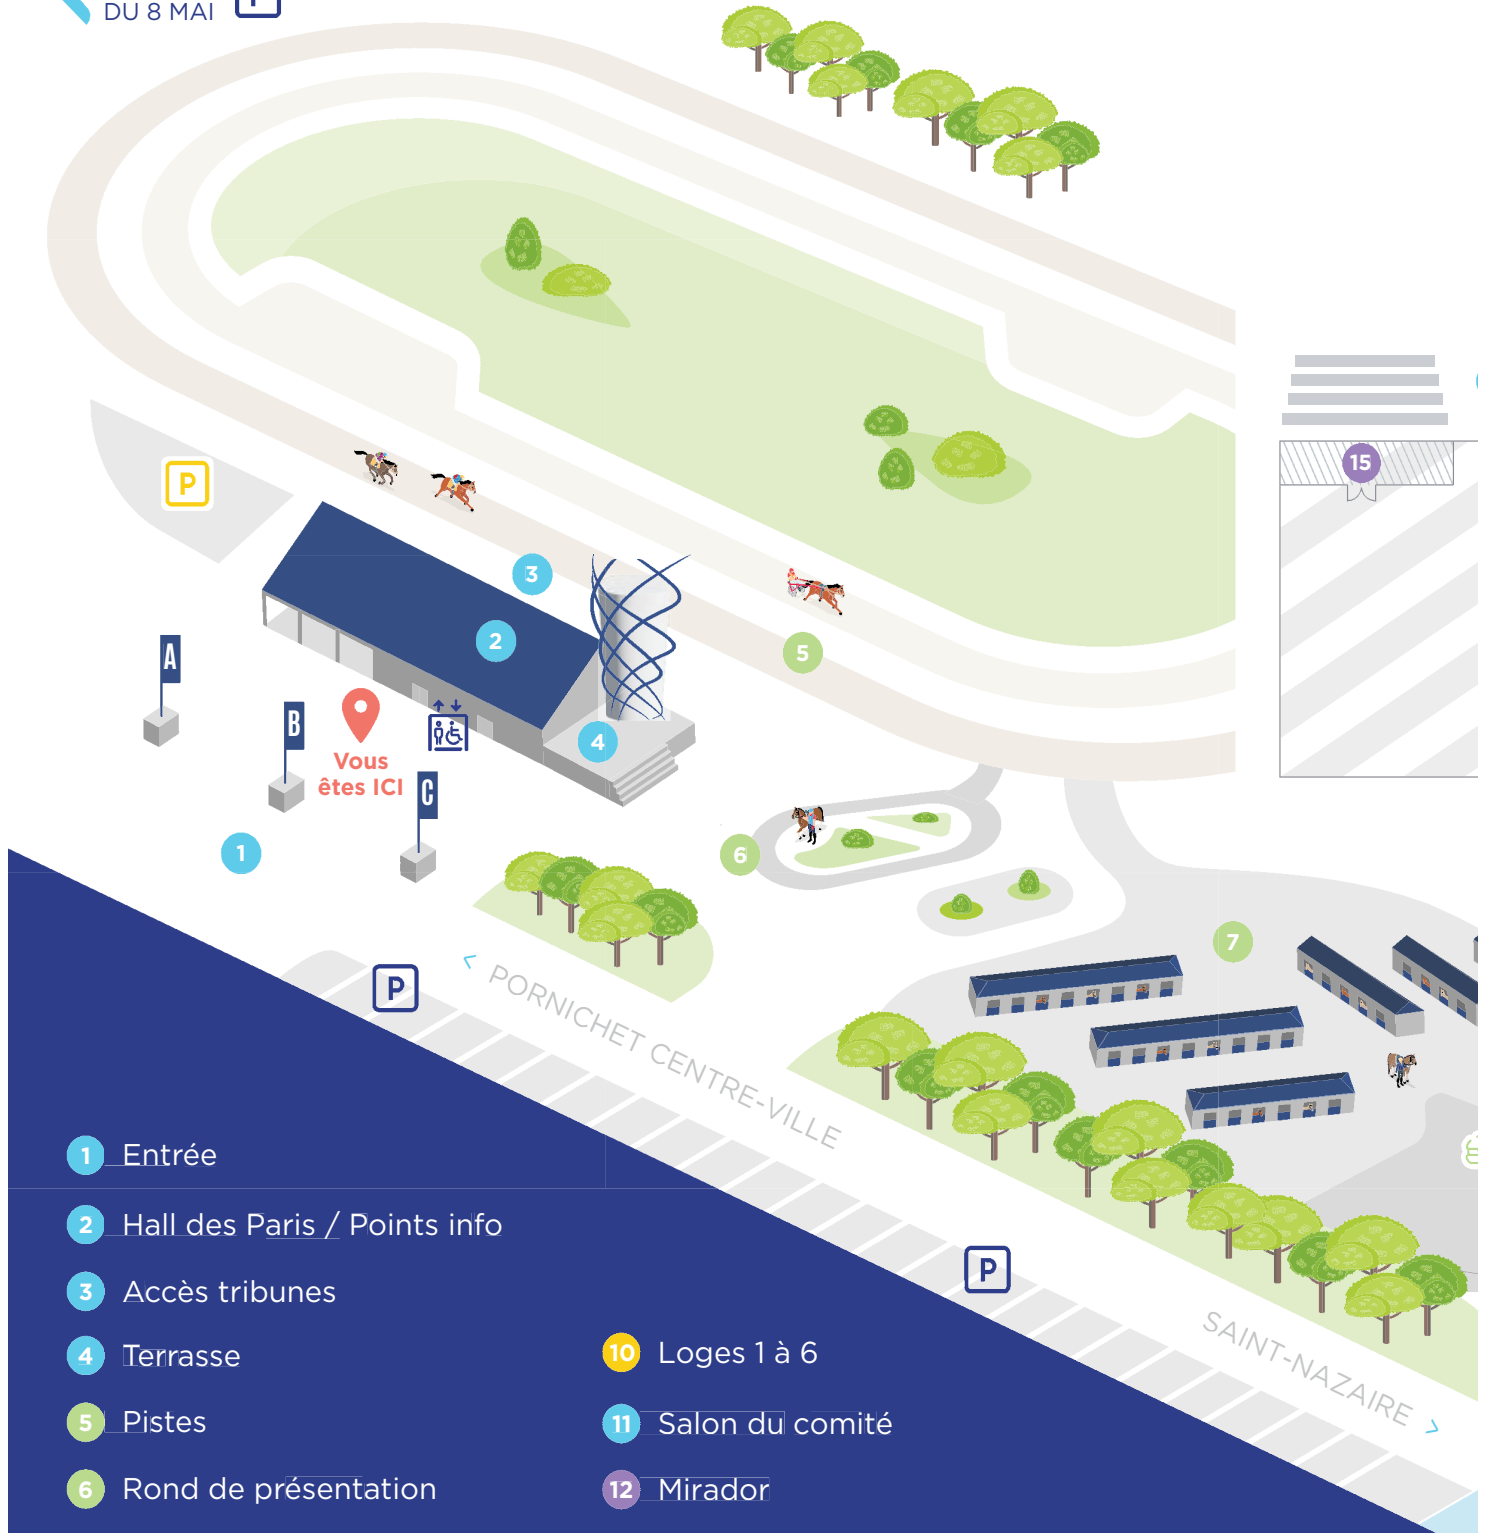 DU 8 MAI
P
15
P
3
2
5
A
B
4
Vous
êtes ICI
C
1
6
7
P
< PORNICHET CENTRE-VILLE
P
SAINT-NAZAIRE >
1 Entrée
2 Hall des Paris / Points info
3 Accès tribunes
4 Terrasse
5 Pistes
6 Rond de présentation
10 Loges 1 à 6
11 Salon du comité
12 Mirador